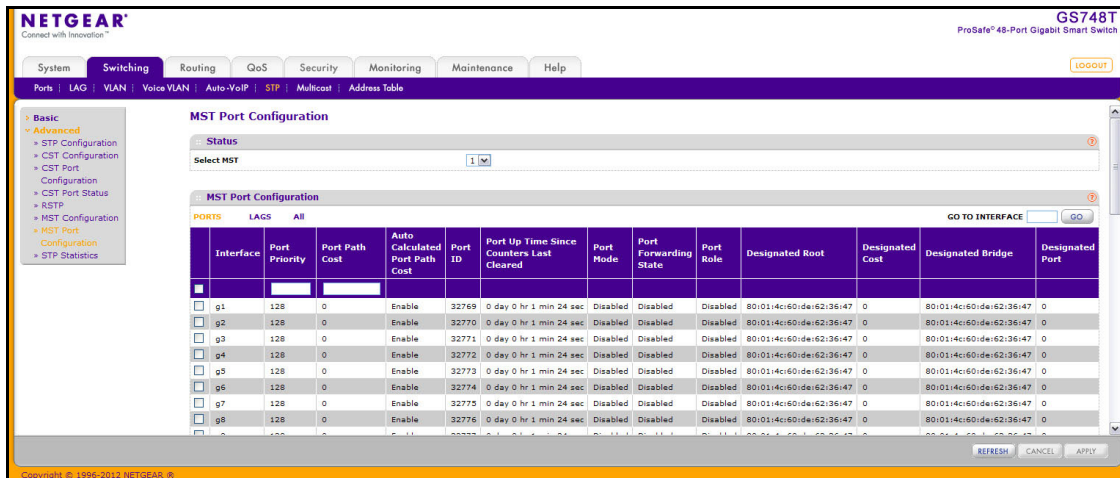 NETGEAR®
Connect with Innovation™
GS748T
ProSafe® 48-Port Gigabit Smart Switch
System Switching Routing QoS Security Monitoring Maintenance Help
LOGOUT
Ports | LAG | VLAN | Voice VLAN | Auto-VoIP | STP | Multicast | Address Table
Basic
Advanced
» STP Configuration
» CST Configuration
» CST Port
Configuration
» CST Port Status
» RSTP
» MST Configuration
» MST Port
Configuration
» STP Statistics
MST Port Configuration
Status
Select MST 1
MST Port Configuration
PORTS LAGS All GO TO INTERFACE GO
Interface Port Priority Port Path Cost Auto Calculated Port Path Cost Port ID Port Up Time Since Counters Last Cleared Port Mode Port Forwarding State Port Role Designated Root Designated Cost Designated Bridge Designated Port
g1 128 0 Enable 32769 0 day 0 hr 1 min 24 sec Disabled Disabled Disabled 80:01:4c:60:de:62:36:47 0 80:01:4c:60:de:62:36:47 0
g2 128 0 Enable 32770 0 day 0 hr 1 min 24 sec Disabled Disabled Disabled 80:01:4c:60:de:62:36:47 0 80:01:4c:60:de:62:36:47 0
g3 128 0 Enable 32771 0 day 0 hr 1 min 24 sec Disabled Disabled Disabled 80:01:4c:60:de:62:36:47 0 80:01:4c:60:de:62:36:47 0
g4 128 0 Enable 32772 0 day 0 hr 1 min 24 sec Disabled Disabled Disabled 80:01:4c:60:de:62:36:47 0 80:01:4c:60:de:62:36:47 0
g5 128 0 Enable 32773 0 day 0 hr 1 min 24 sec Disabled Disabled Disabled 80:01:4c:60:de:62:36:47 0 80:01:4c:60:de:62:36:47 0
g6 128 0 Enable 32774 0 day 0 hr 1 min 24 sec Disabled Disabled Disabled 80:01:4c:60:de:62:36:47 0 80:01:4c:60:de:62:36:47 0
g7 128 0 Enable 32775 0 day 0 hr 1 min 24 sec Disabled Disabled Disabled 80:01:4c:60:de:62:36:47 0 80:01:4c:60:de:62:36:47 0
g8 128 0 Enable 32776 0 day 0 hr 1 min 24 sec Disabled Disabled Disabled 80:01:4c:60:de:62:36:47 0 80:01:4c:60:de:62:36:47 0
REFRESH CANCEL APPLY
Copyright © 1996-2012 NETGEAR ®